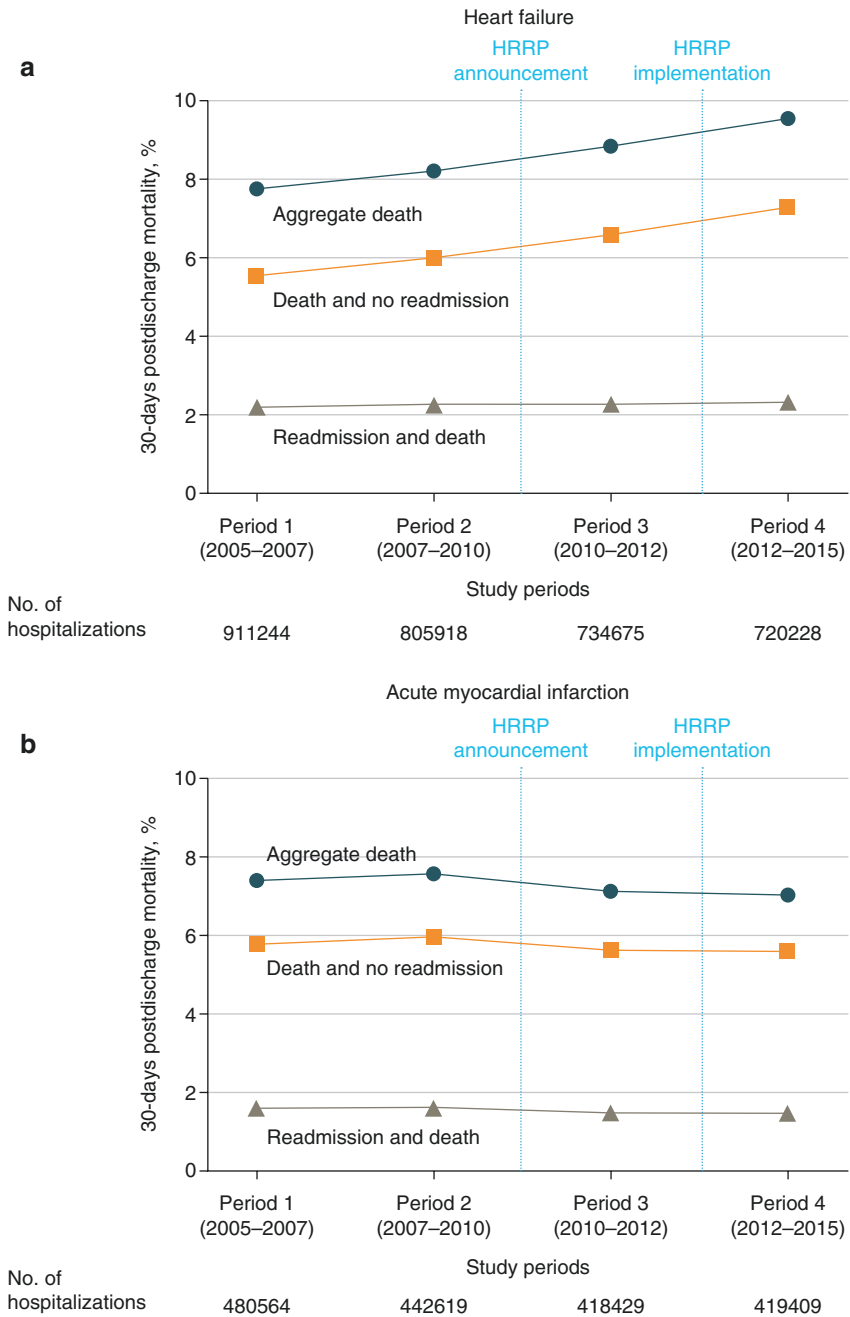 Heart failure
a
HRRP
announcement
HRRP
implementation
30-days postdischarge mortality, %
10
8
6
4
2
0
Aggregate death
Death and no readmission
Readmission and death
Period 1
(2005–2007)
Period 2
(2007–2010)
Period 3
(2010–2012)
Period 4
(2012–2015)
Study periods
No. of
hospitalizations
911244 805918 734675 720228
Acute myocardial infarction
b
HRRP
announcement
HRRP
implementation
30-days postdischarge mortality, %
10
8
6
4
2
0
Aggregate death
Death and no readmission
Readmission and death
Period 1
(2005–2007)
Period 2
(2007–2010)
Period 3
(2010–2012)
Period 4
(2012–2015)
Study periods
No. of
hospitalizations
480564 442619 418429 419409